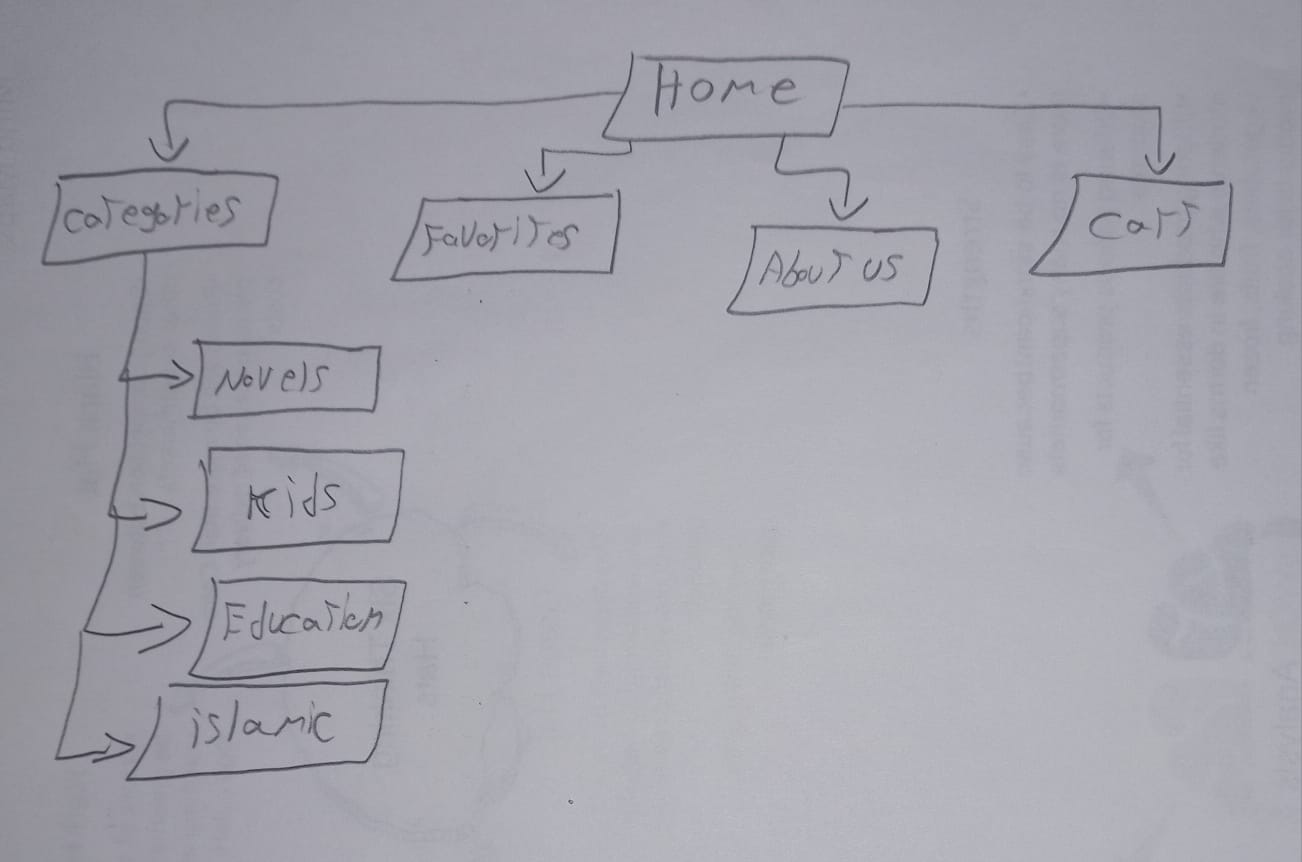 Home
Categories
Favorites
About us
Cart
Novels
Kids
Education
islamic